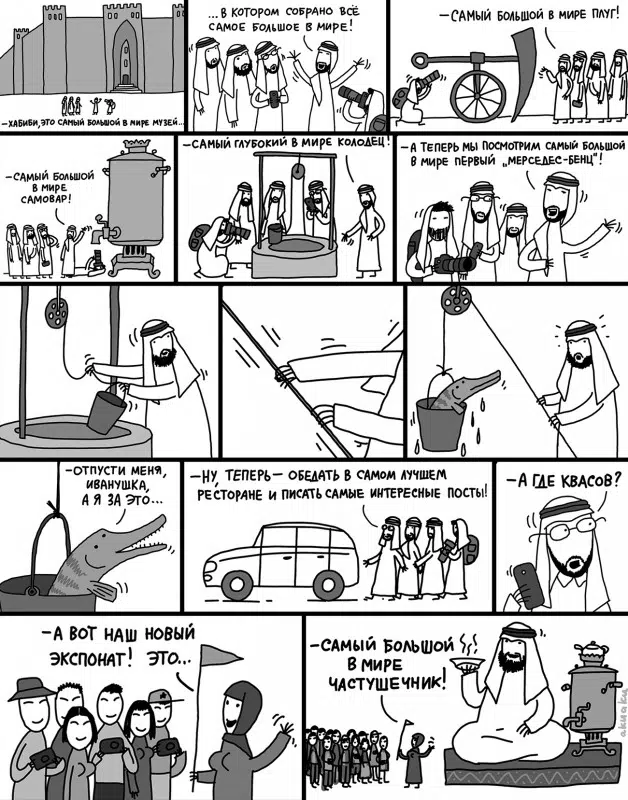 —ХАБИБИ, ЭТО САМЫЙ БОЛЬШОЙ В МИРЕ МУЗЕЙ...
...В КОТОРОМ СОБРАНО ВСЁ
САМОЕ БОЛЬШОЕ В МИРЕ!
—САМЫЙ БОЛЬШОЙ В МИРЕ ПЛУГ!
—САМЫЙ БОЛЬШОЙ
В МИРЕ
САМОВАР!
—САМЫЙ ГЛУБОКИЙ В МИРЕ КОЛОДЕЦ!
—А ТЕПЕРЬ МЫ ПОСМОТРИМ САМЫЙ БОЛЬШОЙ
В МИРЕ ПЕРВЫЙ „МЕРСЕДЕС-БЕНЦ"!
—ОТПУСТИ МЕНЯ,
ИВАНУШКА,
А Я ЗА ЭТО...
—НУ, ТЕПЕРЬ — ОБЕДАТЬ В САМОМ ЛУЧШЕМ
РЕСТОРАНЕ И ПИСАТЬ САМЫЕ ИНТЕРЕСНЫЕ ПОСТЫ!
—А ГДЕ КВАСОВ?
—А ВОТ НАШ НОВЫЙ
ЭКСПОНАТ! ЭТО...
—САМЫЙ БОЛЬШОЙ
В МИРЕ
ЧАСТУШЕЧНИК!
akuaku